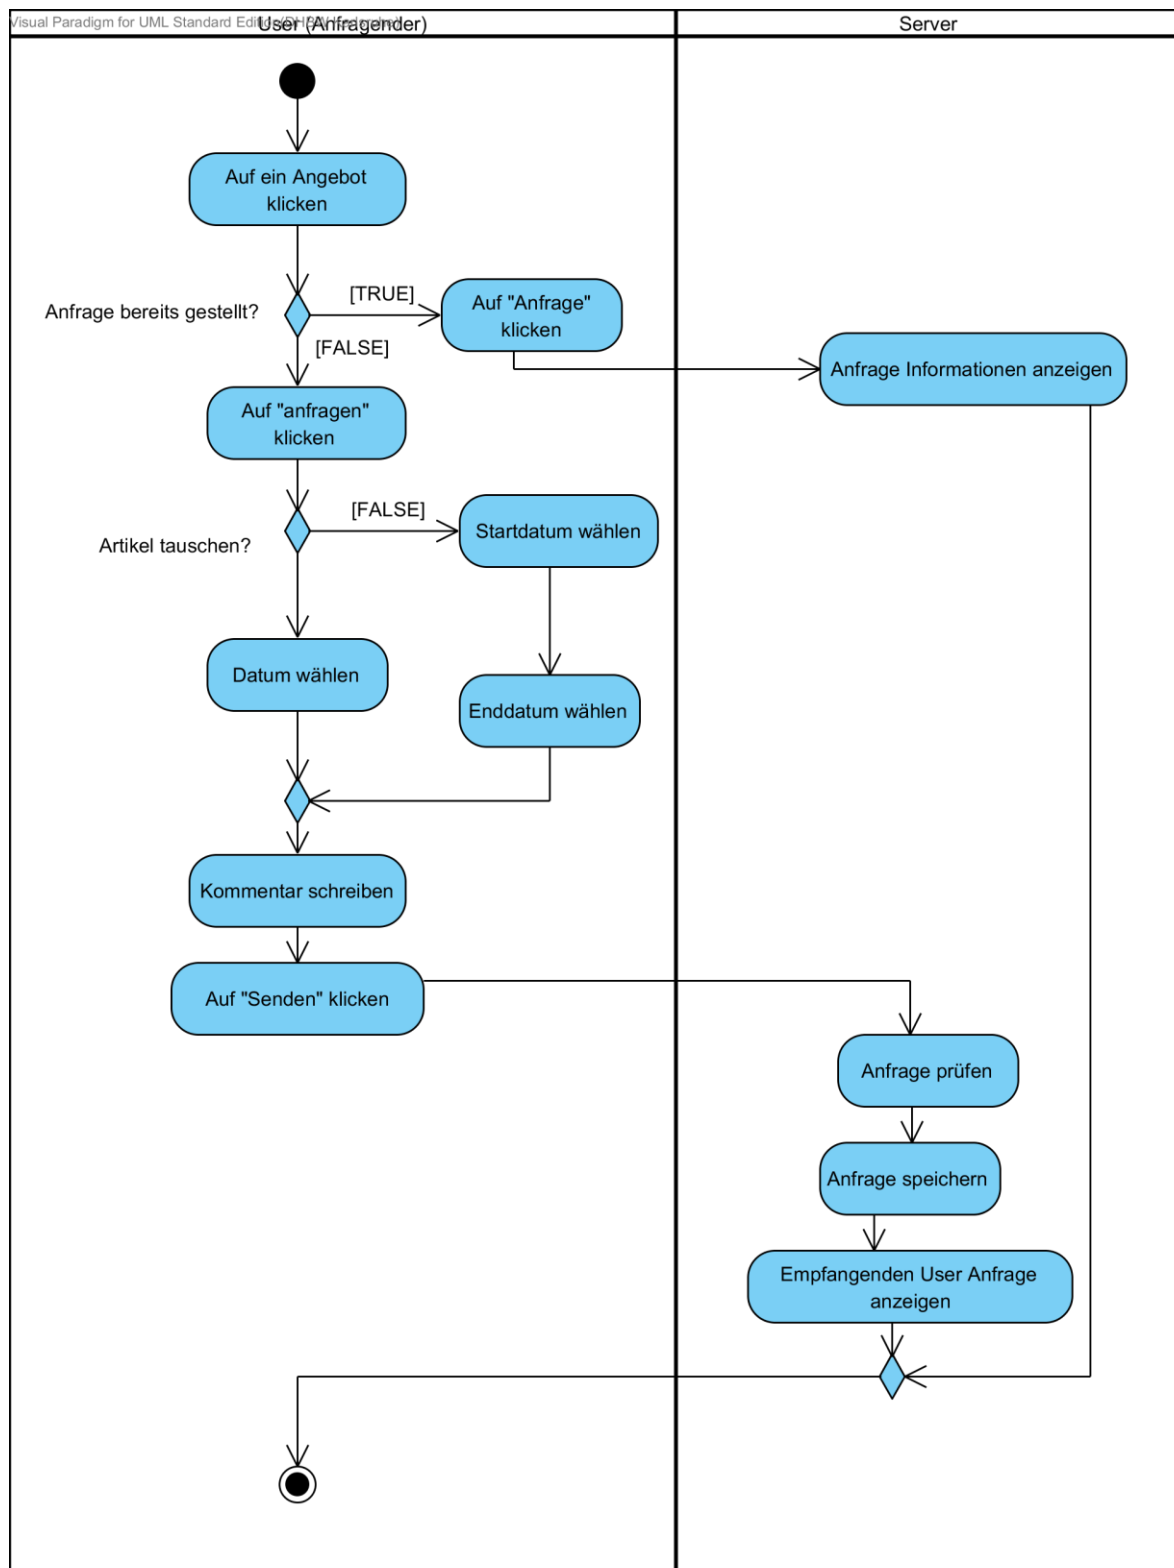 Visual Paradigm for UML Standard Edition(DHBW Karlsruhe)
User (Anfragender)
Server
Auf ein Angebot
klicken
Anfrage bereits gestellt?
[TRUE]
Auf "Anfrage"
klicken
[FALSE]
Anfrage Informationen anzeigen
Auf "anfragen"
klicken
[FALSE]
Startdatum wählen
Artikel tauschen?
Datum wählen
Enddatum wählen
Kommentar schreiben
Auf "Senden" klicken
Anfrage prüfen
Anfrage speichern
Empfangenden User Anfrage
anzeigen